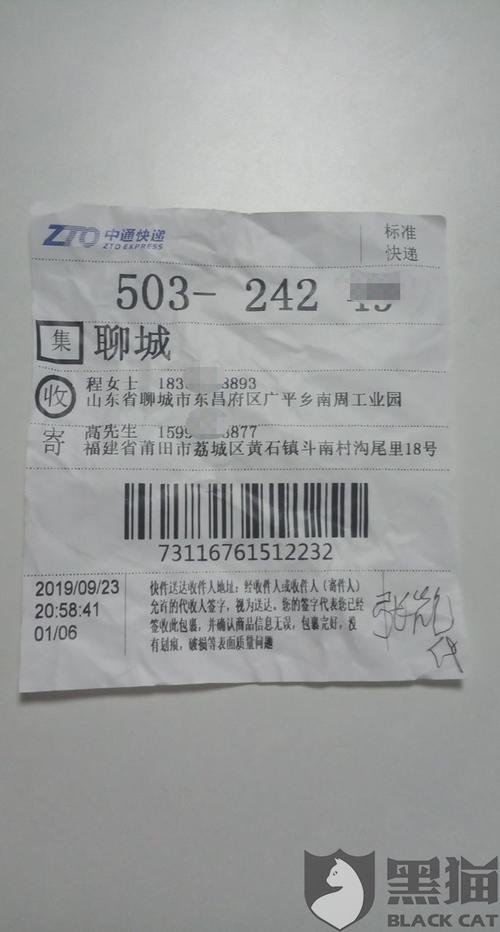 ZTO 中通快递
ZTO EXPRESS
标准
快递
503- 242
集 聊城
收 程女士 183 3893
山东省聊城市东昌府区广平乡南周工业园
寄 高先生 159 3877
福建省莆田市荔城区黄石镇斗南村沟尾里18号
73116761512232
2019/09/23
20:58:41
01/06
快件送达收件人地址:经收件人或收件人(寄件人)
允许的代收人签字,视为送达。您的签字代表您已经
签收此包裹,并确认商品信息无误,包裹完好,没
有划痕,破损等表面质量问题
代
黑猫
BLACK CAT